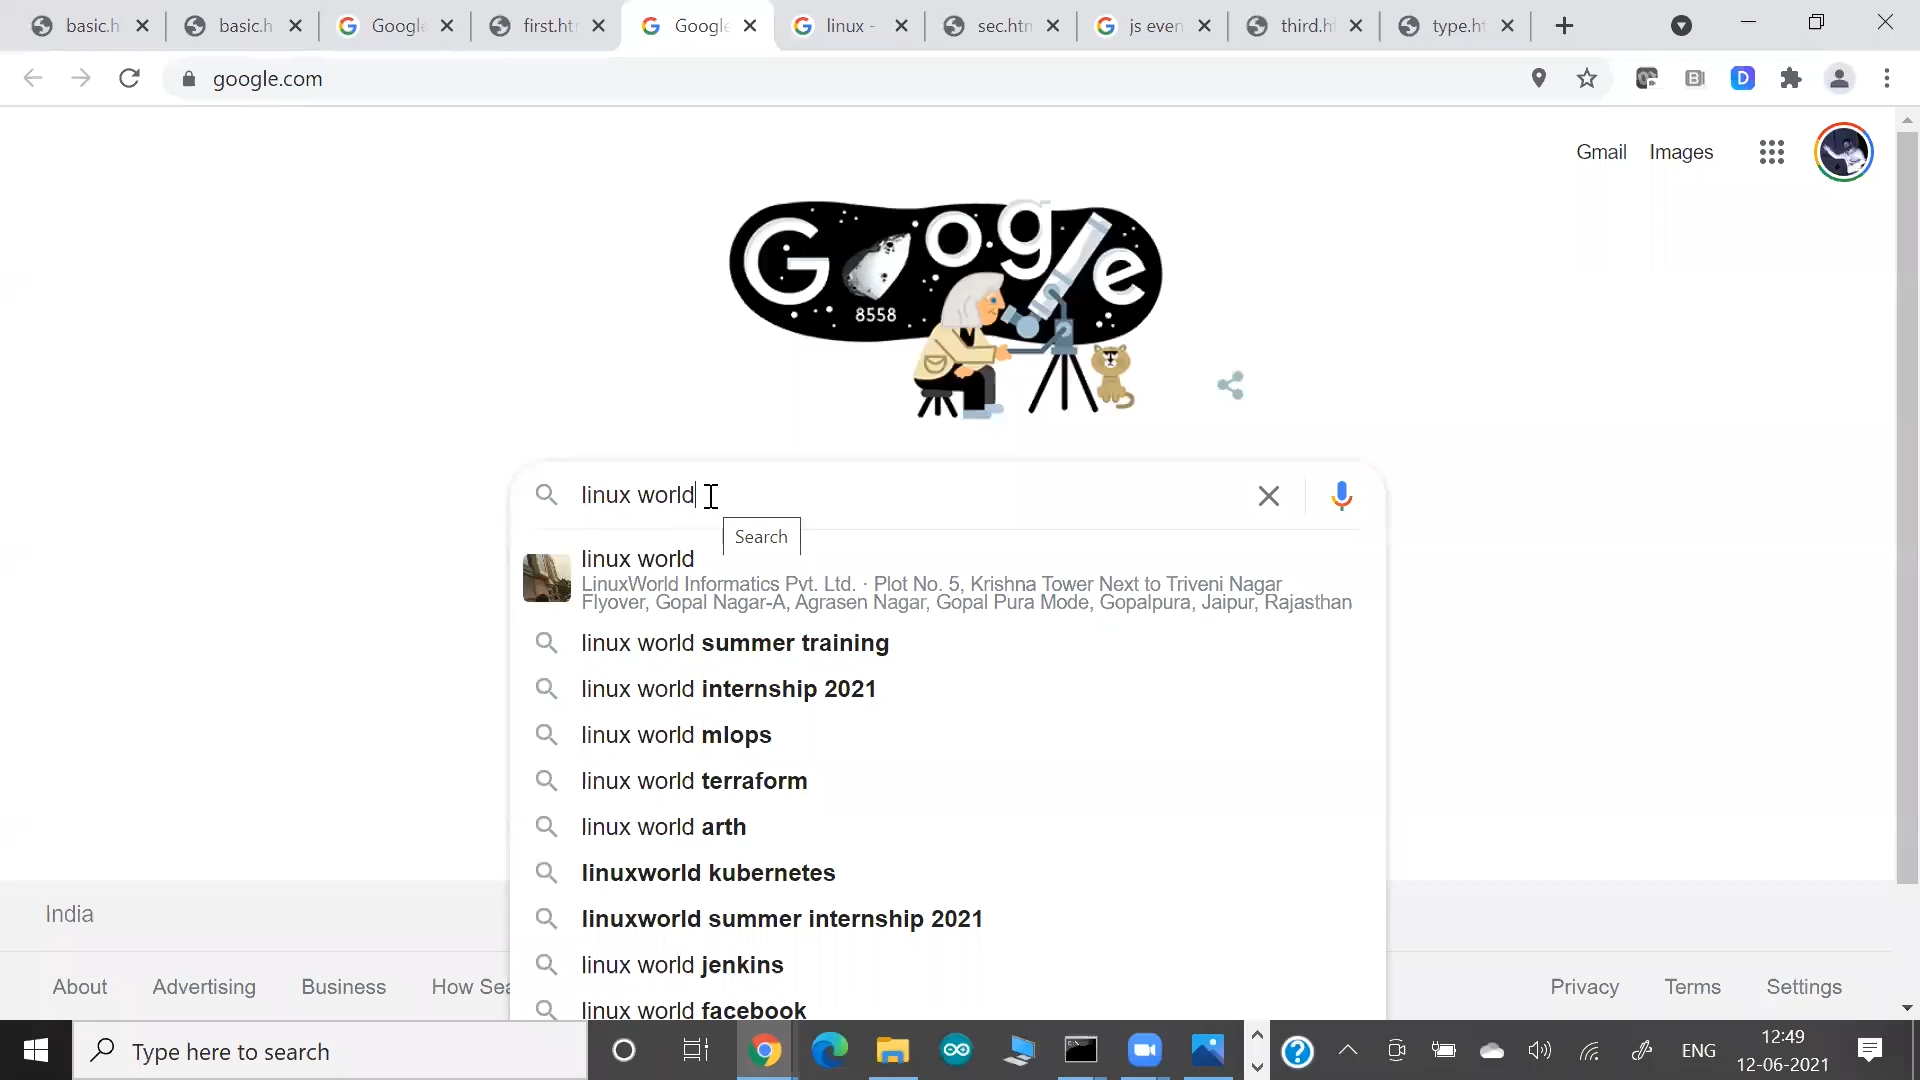 basic.h
basic.h
Google
first.ht
Google
linux -
sec.htm
js even
third.h
type.ht
google.com
Gmail
Images
Google
8558
linux world
Search
linux world
LinuxWorld Informatics Pvt. Ltd. · Plot No. 5, Krishna Tower Next to Triveni Nagar
Flyover, Gopal Nagar-A, Agrasen Nagar, Gopal Pura Mode, Gopalpura, Jaipur, Rajasthan
linux world summer training
linux world internship 2021
linux world mlops
linux world terraform
linux world arth
linuxworld kubernetes
linuxworld summer internship 2021
linux world jenkins
linux world facebook
India
About
Advertising
Business
How Sea
Privacy
Terms
Settings
Type here to search
ENG
12:49
12-06-2021